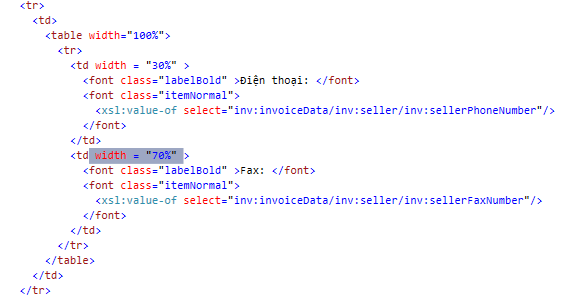 <tr>
<td>
<table width="100%">
<tr>
<td width = "30%" >
<font class="labelBold" >Điện thoại: </font>
<font class="itemNormal">
<xsl:value-of select="inv:invoiceData/inv:seller/inv:sellerPhoneNumber"/>
</font>
</td>
<td width = "70%" >
<font class="labelBold" >Fax: </font>
<font class="itemNormal">
<xsl:value-of select="inv:invoiceData/inv:seller/inv:sellerFaxNumber"/>
</font>
</td>
</tr>
</table>
</td>
</tr>